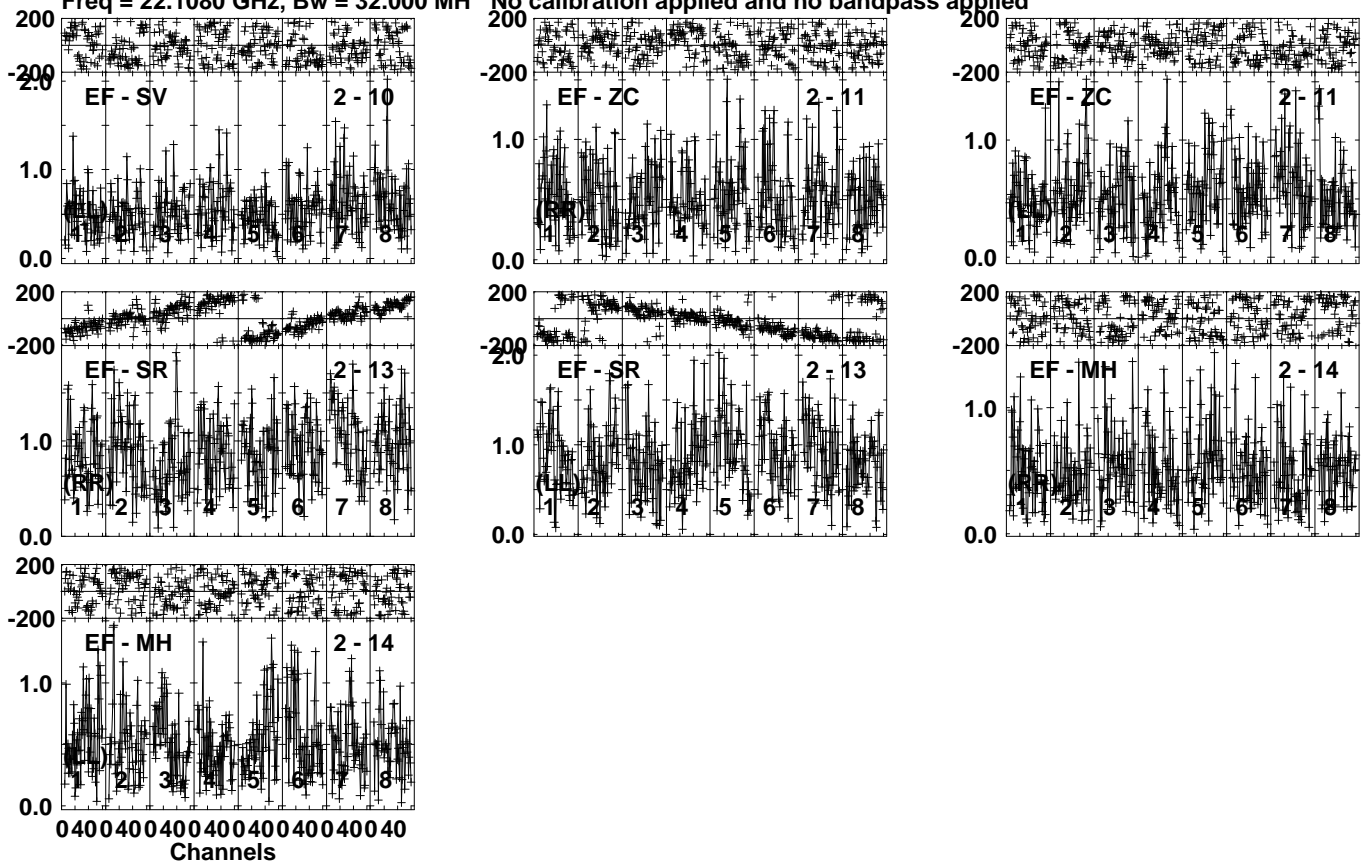 Freq = 22.1080 GHz, Bw = 32.000 MH No calibration applied and no bandpass applied
200
-200
2.0
1.0
0.0
EF - SV 2 - 10
(LL)
1 2 3 4 5 6 7 8
200
-200
1.0
0.0
EF - ZC 2 - 11
(RR)
1 2 3 4 5 6 7 8
200
-200
1.0
0.0
EF - ZC 2 - 11
(LL)
1 2 3 4 5 6 7 8
200
-200
1.0
0.0
EF - SR 2 - 13
(RR)
1 2 3 4 5 6 7 8
200
-200
2.0
1.0
0.0
EF - SR 2 - 13
(LL)
1 2 3 4 5 6 7 8
200
-200
1.0
0.0
EF - MH 2 - 14
(RR)
1 2 3 4 5 6 7 8
200
-200
1.0
0.0
EF - MH 2 - 14
(LL)
1 2 3 4 5 6 7 8
0 40 0 40 0 40 0 40 0 40 0 40 0 40 0 40
Channels